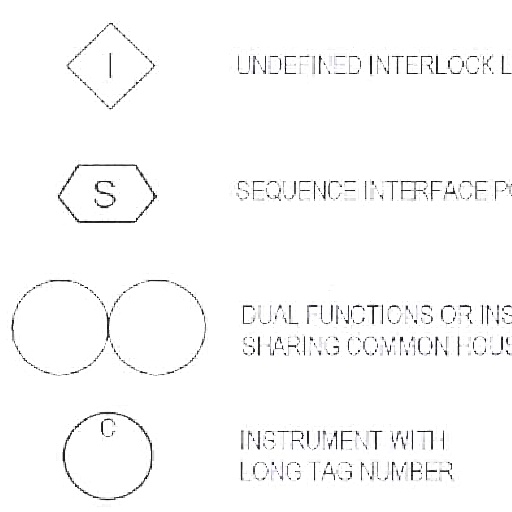 I
UNDEFINED INTERLOCK L
S
SEQUENCE INTERFACE PO
DUAL FUNCTIONS OR INS
SHARING COMMON HOUS
C
INSTRUMENT WITH
LONG TAG NUMBER